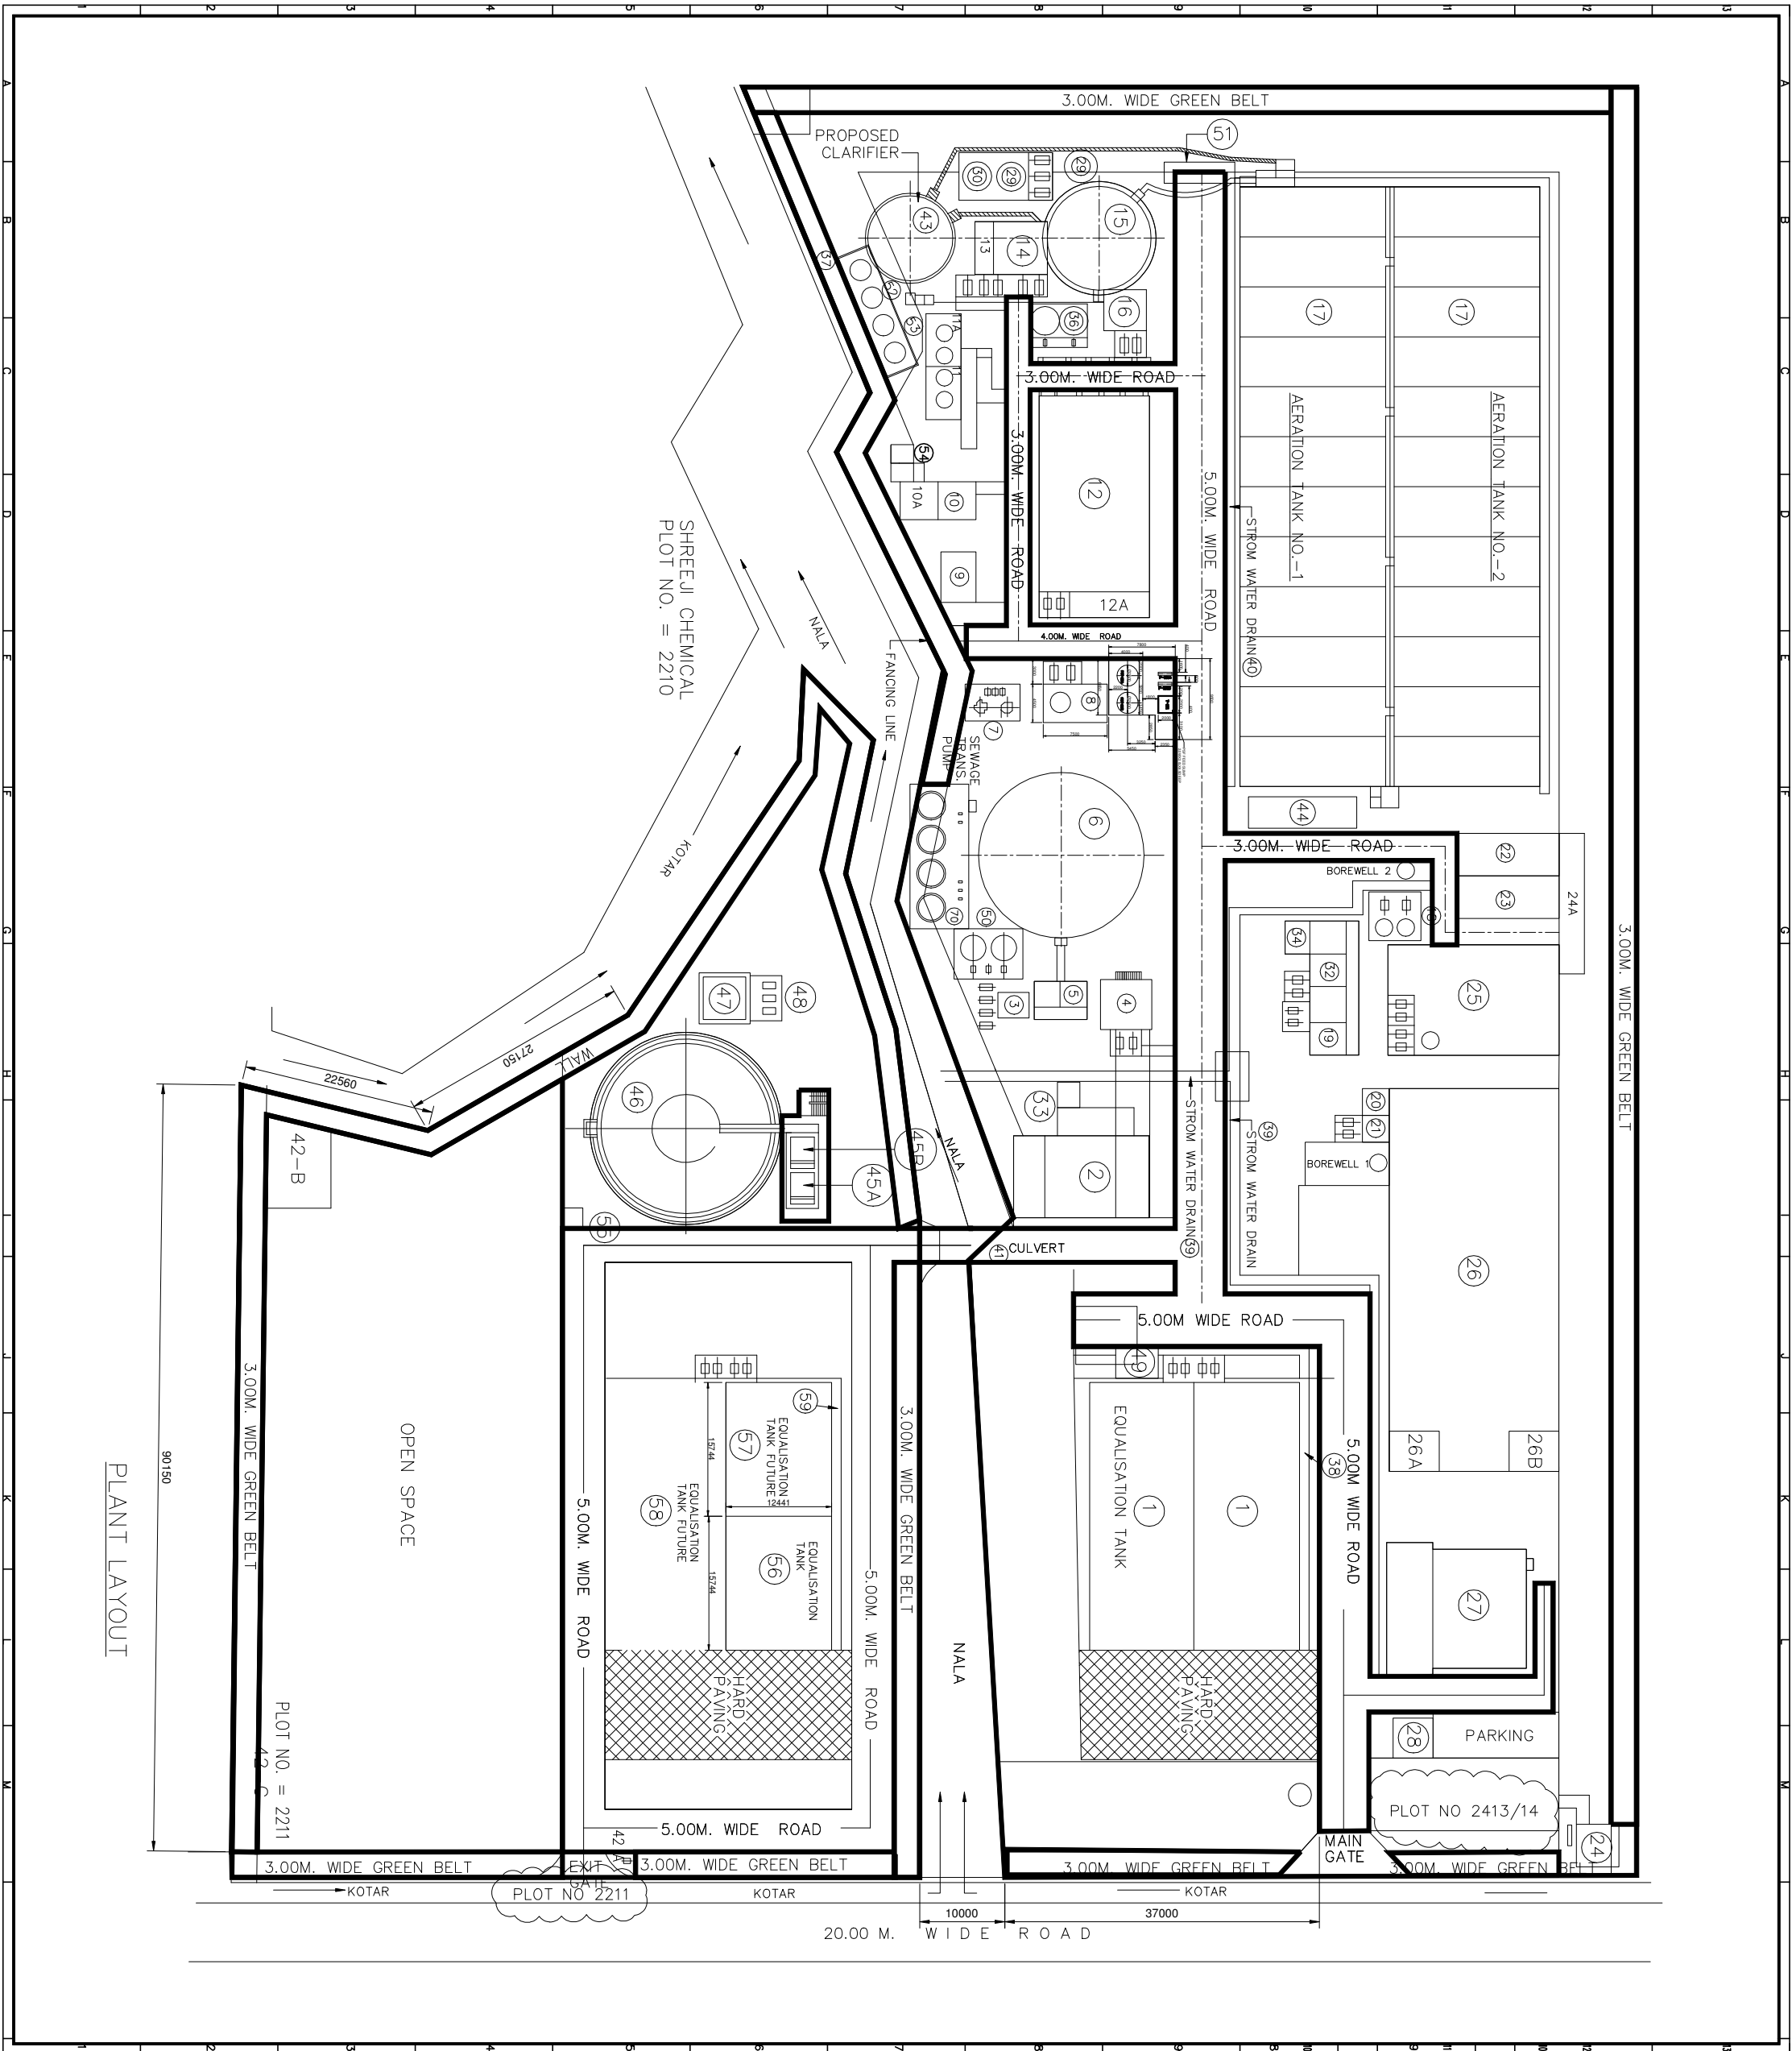 3.00M. WIDE GREEN BELT
PROPOSED
CLARIFIER
51
29
30
29
43
15
13
14
37
52
63
11A
11
16
36
17
17
3.00M. WIDE ROAD
AERATION TANK NO.-1
AERATION TANK NO.-2
54
10A
10
3.00M. WIDE ROAD
12
5.00M. WIDE ROAD
STROM WATER DRAIN
40
SHREEJI CHEMICAL
PLOT NO. = 2210
9
12A
NALA
FANCING LINE
4.00M. WIDE ROAD
7
8
SEWAGE
TRANS.
PUMP
6
44
3.00M. WIDE ROAD
BOREWELL 2
22
23
24A
3.00M. WIDE GREEN BELT
KOTAR
70
50
34
32
19
25
47
48
3
5
4
27150
22560
WALL
46
45B
45A
NALA
33
2
STROM WATER DRAIN
39
39
STROM WATER DRAIN
20
21
BOREWELL 1
42-B
55
41
CULVERT
26
5.00M WIDE ROAD
49
59
57
EQUALISATION
TANK FUTURE
15744
12441
58
EQUALISATION
TANK FUTURE
56
EQUALISATION
TANK
15744
3.00M. WIDE GREEN BELT
OPEN SPACE
5.00M. WIDE ROAD
5.00M. WIDE ROAD
3.00M. WIDE GREEN BELT
EQUALISATION TANK
1
1
38
5.00M WIDE ROAD
26A
26B
27
90150
PLANT LAYOUT
HARD
PAVING
NALA
HARD
PAVING
28
PARKING
PLOT NO. = 2211
PLOT NO 2413/14
5.00M. WIDE ROAD
42
MAIN
GATE
24
3.00M. WIDE GREEN BELT
EXIT
GATE
3.00M. WIDE GREEN BELT
3.00M. WIDE GREEN BELT
3.00M. WIDE GREEN BELT
KOTAR
PLOT NO 2211
KOTAR
KOTAR
10000
37000
20.00 M. WIDE ROAD